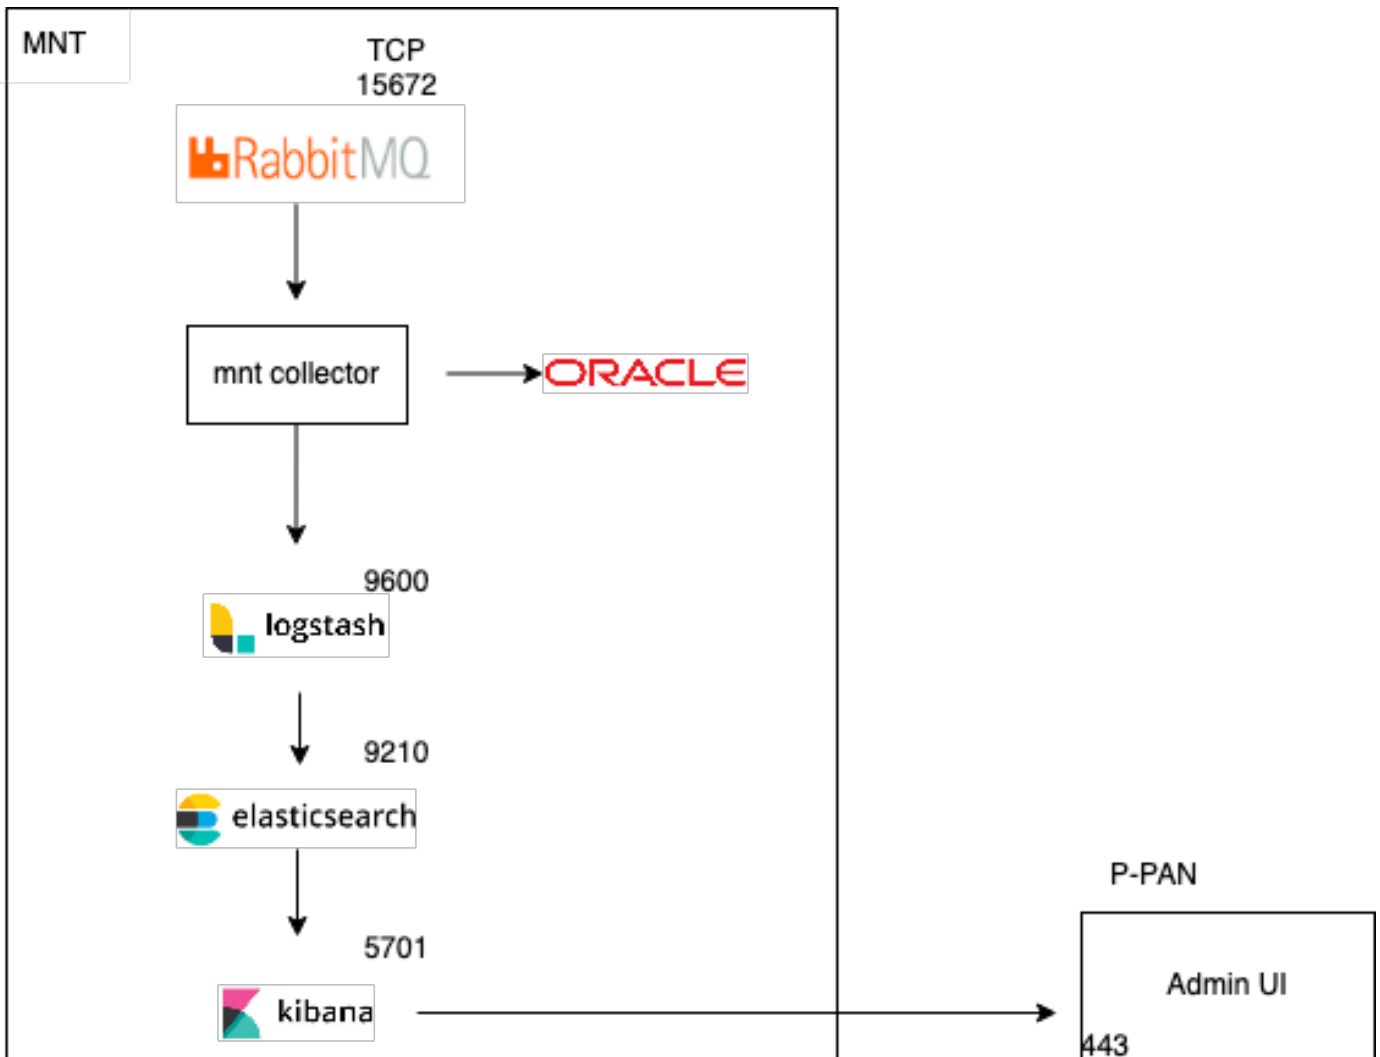 MNT
TCP
15672
RabbitMQ
mnt collector
ORACLE
9600
logstash
9210
elasticsearch
5701
kibana
P-PAN
Admin UI
443